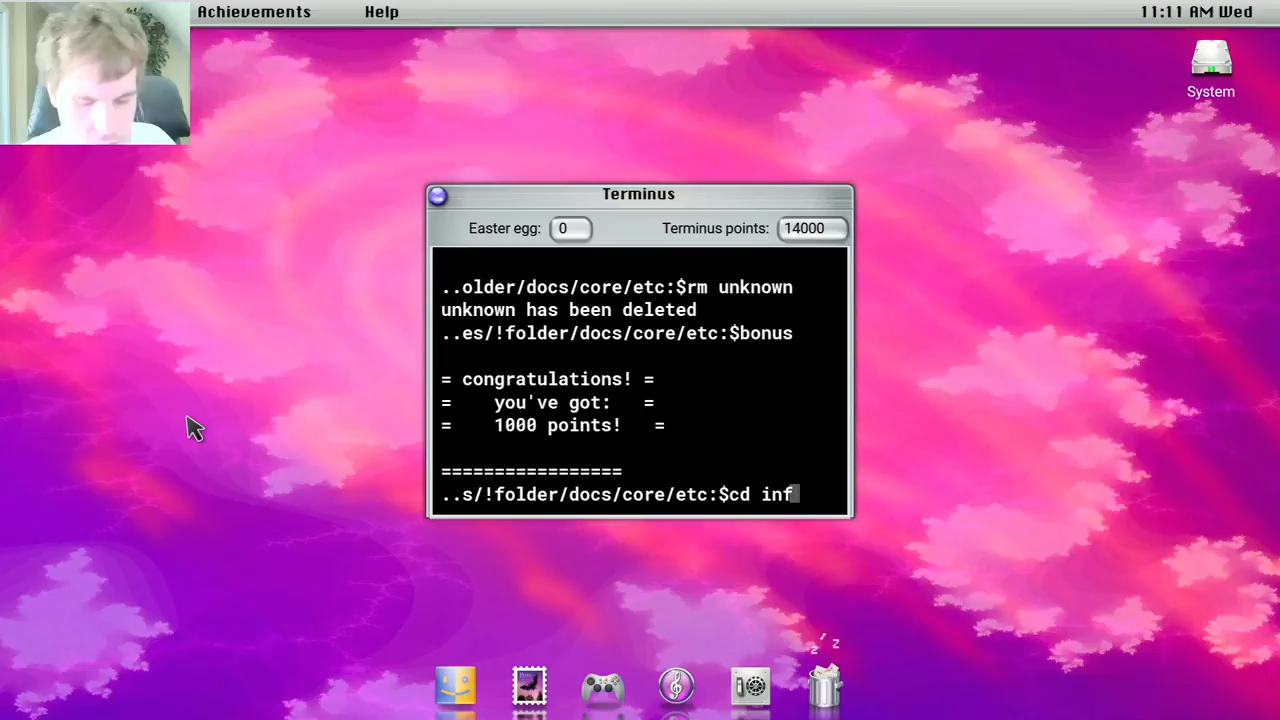 Achievements Help 11:11 AM Wed
System
Terminus
Easter egg: 0 Terminus points: 14000
..older/docs/core/etc:$rm unknown
unknown has been deleted
..es/!folder/docs/core/etc:$bonus
= congratulations! =
= you've got: =
= 1000 points! =
=================
..s/!folder/docs/core/etc:$cd inf
z z z